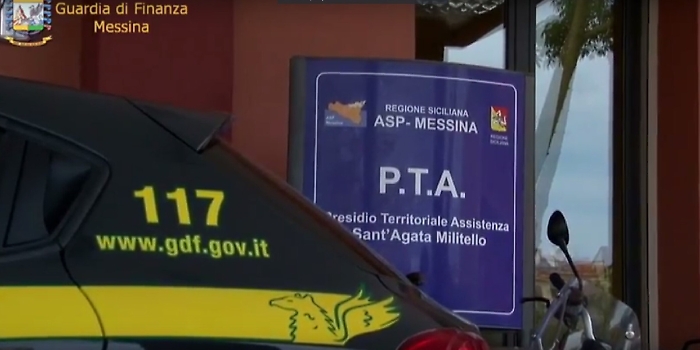 Guardia di Finanza
Messina
REGIONE SICILIANA
ASP-MESSINA
P.T.A.
Presidio Territoriale Assistenza
Sant'Agata Militello
117
www.gdf.gov.it